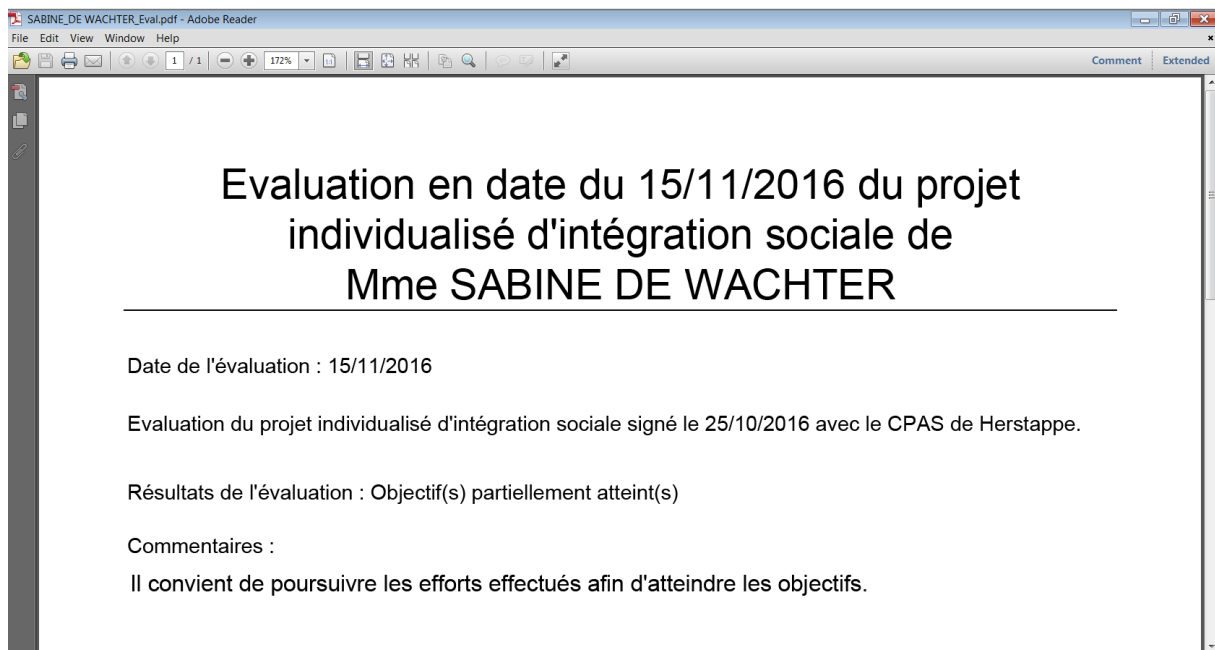 SABINE_DE WACHTER_Eval.pdf - Adobe Reader
File Edit View Window Help
1 / 1 172% Comment Extended
Evaluation en date du 15/11/2016 du projet
individualisé d'intégration sociale de
Mme SABINE DE WACHTER
Date de l'évaluation : 15/11/2016
Evaluation du projet individualisé d'intégration sociale signé le 25/10/2016 avec le CPAS de Herstappe.
Résultats de l'évaluation : Objectif(s) partiellement atteint(s)
Commentaires :
Il convient de poursuivre les efforts effectués afin d'atteindre les objectifs.